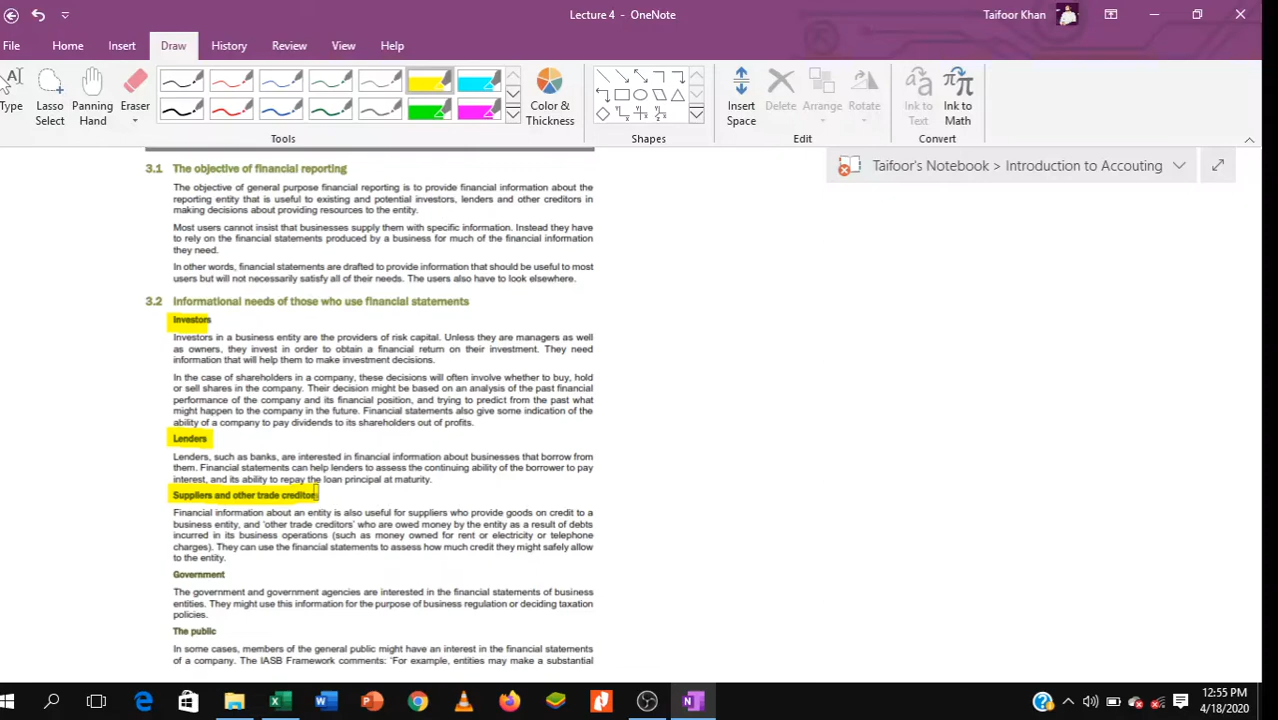 Lecture 4 - OneNote
Taifoor Khan
File Home Insert Draw History Review View Help
Type
Lasso Select
Panning Hand
Eraser
Color & Thickness
Insert Space
Delete
Arrange
Rotate
Ink to Text
Ink to Math
Tools
Shapes
Edit
Convert
Taifoor's Notebook > Introduction to Accouting
3.1 The objective of financial reporting
The objective of general purpose financial reporting is to provide financial information about the
reporting entity that is useful to existing and potential investors, lenders and other creditors in
making decisions about providing resources to the entity.
Most users cannot insist that businesses supply them with specific information. Instead they have
to rely on the financial statements produced by a business for much of the financial information
they need.
In other words, financial statements are drafted to provide information that should be useful to most
users but will not necessarily satisfy all of their needs. The users also have to look elsewhere.
3.2 Informational needs of those who use financial statements
Investors
Investors in a business entity are the providers of risk capital. Unless they are managers as well
as owners, they invest in order to obtain a financial return on their investment. They need
information that will help them to make investment decisions.
In the case of shareholders in a company, these decisions will often involve whether to buy, hold
or sell shares in the company. Their decision might be based on an analysis of the past financial
performance of the company and its financial position, and trying to predict from the past what
might happen to the company in the future. Financial statements also give some indication of the
ability of a company to pay dividends to its shareholders out of profits.
Lenders
Lenders, such as banks, are interested in financial information about businesses that borrow from
them. Financial statements can help lenders to assess the continuing ability of the borrower to pay
interest, and its ability to repay the loan principal at maturity.
Suppliers and other trade creditors
Financial information about an entity is also useful for suppliers who provide goods on credit to a
business entity, and 'other trade creditors' who are owed money by the entity as a result of debts
incurred in its business operations (such as money owned for rent or electricity or telephone
charges). They can use the financial statements to assess how much credit they might safely allow
to the entity.
Government
The government and government agencies are interested in the financial statements of business
entities. They might use this information for the purpose of business regulation or deciding taxation
policies.
The public
In some cases, members of the general public might have an interest in the financial statements
of a company. The IASB Framework comments: 'For example, entities may make a substantial
12:55 PM
4/18/2020